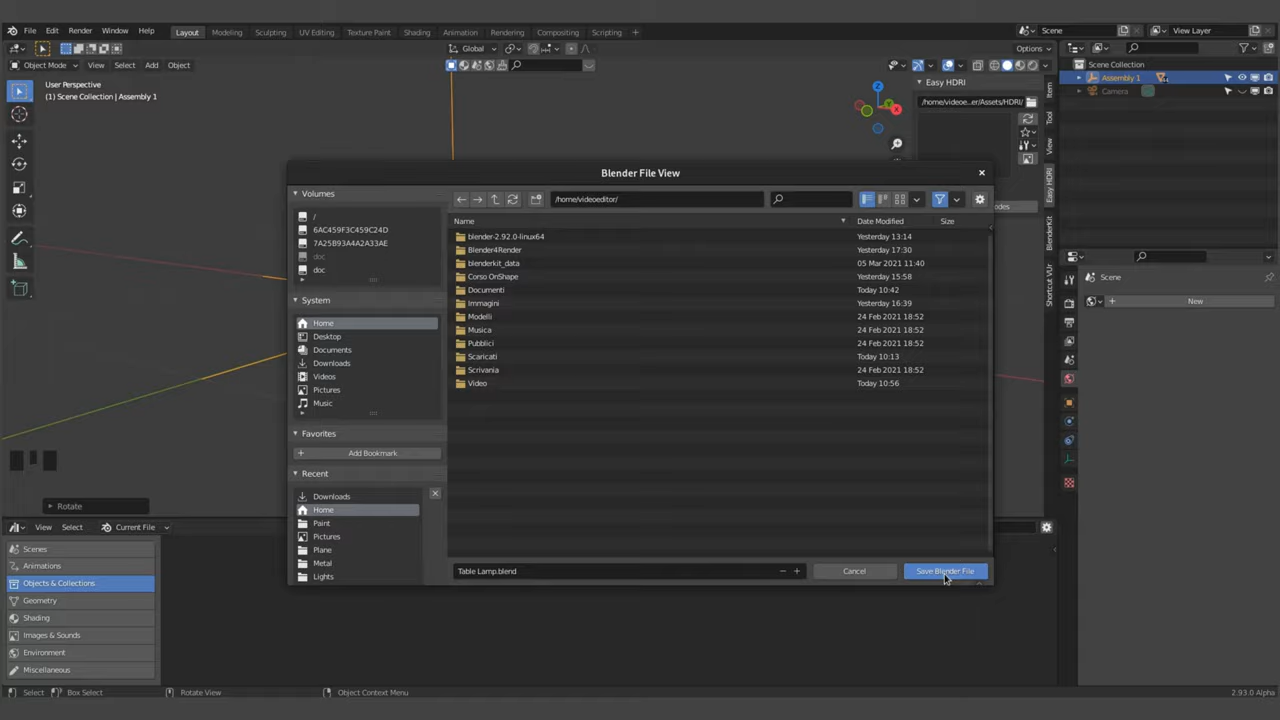 File Edit Render Window Help Layout Modeling Sculpting UV Editing Texture Paint Shading Animation Rendering Compositing Scripting + Scene View Layer
Global Options
Object Mode View Select Add Object
User Perspective
(1) Scene Collection | Assembly 1
Easy HDRI
/home/videoe...er/Assets/HDRI/
Item
Tool
View
Easy HDRI
BlenderKit
Shortcut VUr
Scene Collection
Assembly 1
Camera
Scene
New
Blender File View
Volumes
/
6AC459F3C459C24D
7A25B93A4A2A33AE
doc
doc
System
Home
Desktop
Documents
Downloads
Videos
Pictures
Music
Favorites
Add Bookmark
Recent
Downloads
Home
Paint
Pictures
Plane
Metal
Lights
/home/videoeditor/
Name Date Modified Size
blender-2.92.0-linux64 Yesterday 13:14
Blender4Render Yesterday 17:30
blenderkit_data 05 Mar 2021 11:40
Corso OnShape Yesterday 15:58
Documenti Today 10:42
Immagini Yesterday 16:39
Modelli 24 Feb 2021 18:52
Musica 24 Feb 2021 18:52
Pubblici 24 Feb 2021 18:52
Scaricati Today 10:13
Scrivania 24 Feb 2021 18:52
Video Today 10:56
Table Lamp.blend Cancel Save Blender File
Rotate
View Select Current File
Scenes
Animations
Objects & Collections
Geometry
Shading
Images & Sounds
Environment
Miscellaneous
Select Box Select Rotate View Object Context Menu 2.93.0 Alpha